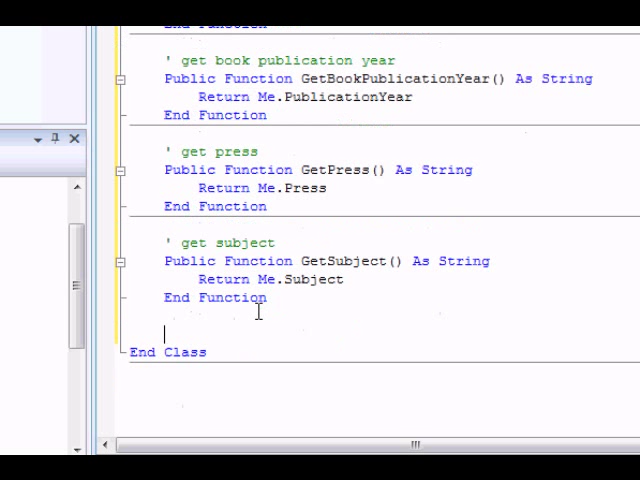 End Function
' get book publication year
Public Function GetBookPublicationYear() As String
Return Me.PublicationYear
End Function
' get press
Public Function GetPress() As String
Return Me.Press
End Function
' get subject
Public Function GetSubject() As String
Return Me.Subject
End Function
End Class